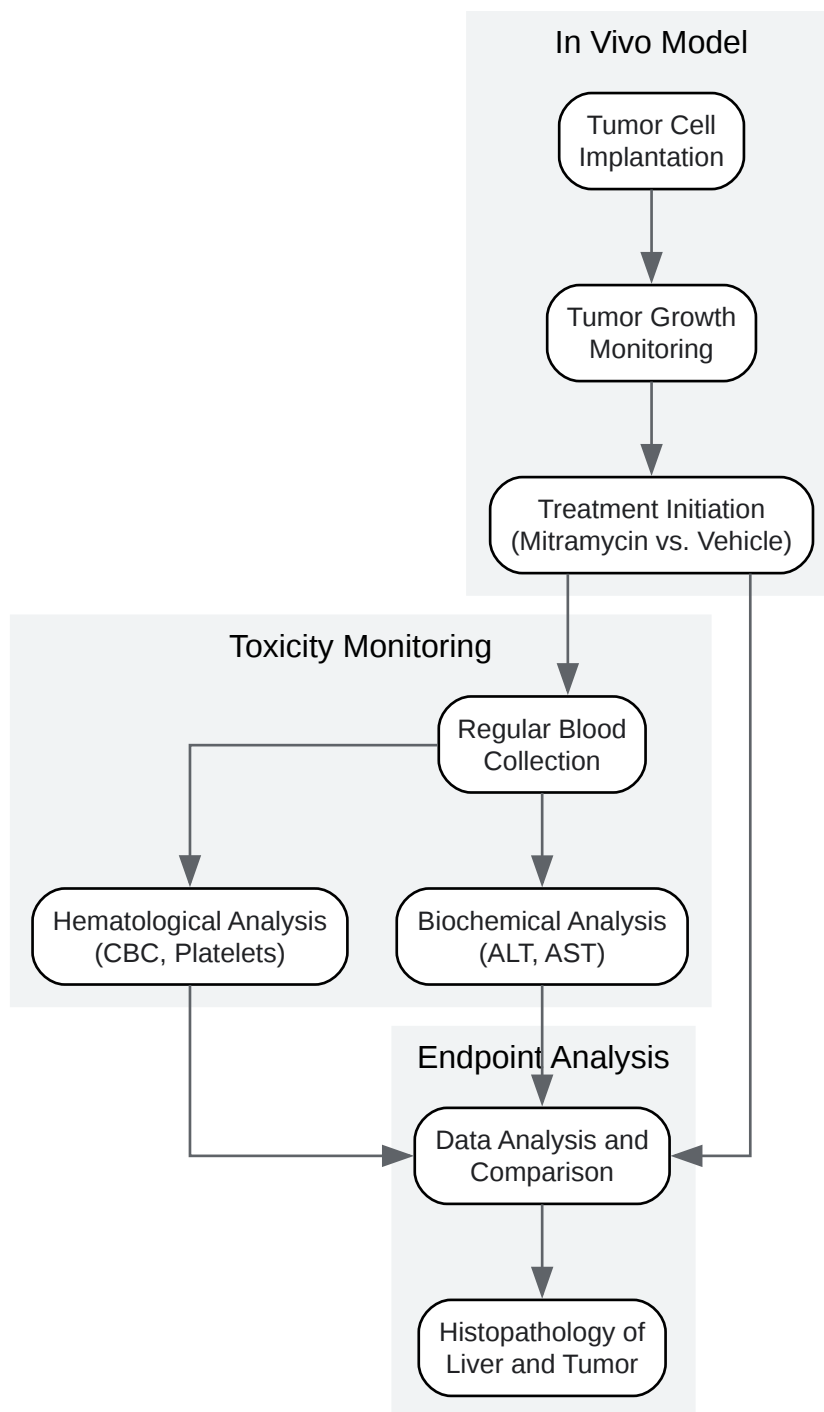 In Vivo Model
Tumor Cell
Implantation
Tumor Growth
Monitoring
Treatment Initiation
(Mitramycin vs. Vehicle)
Toxicity Monitoring
Regular Blood
Collection
Hematological Analysis
(CBC, Platelets)
Biochemical Analysis
(ALT, AST)
Endpoint Analysis
Data Analysis and
Comparison
Histopathology of
Liver and Tumor